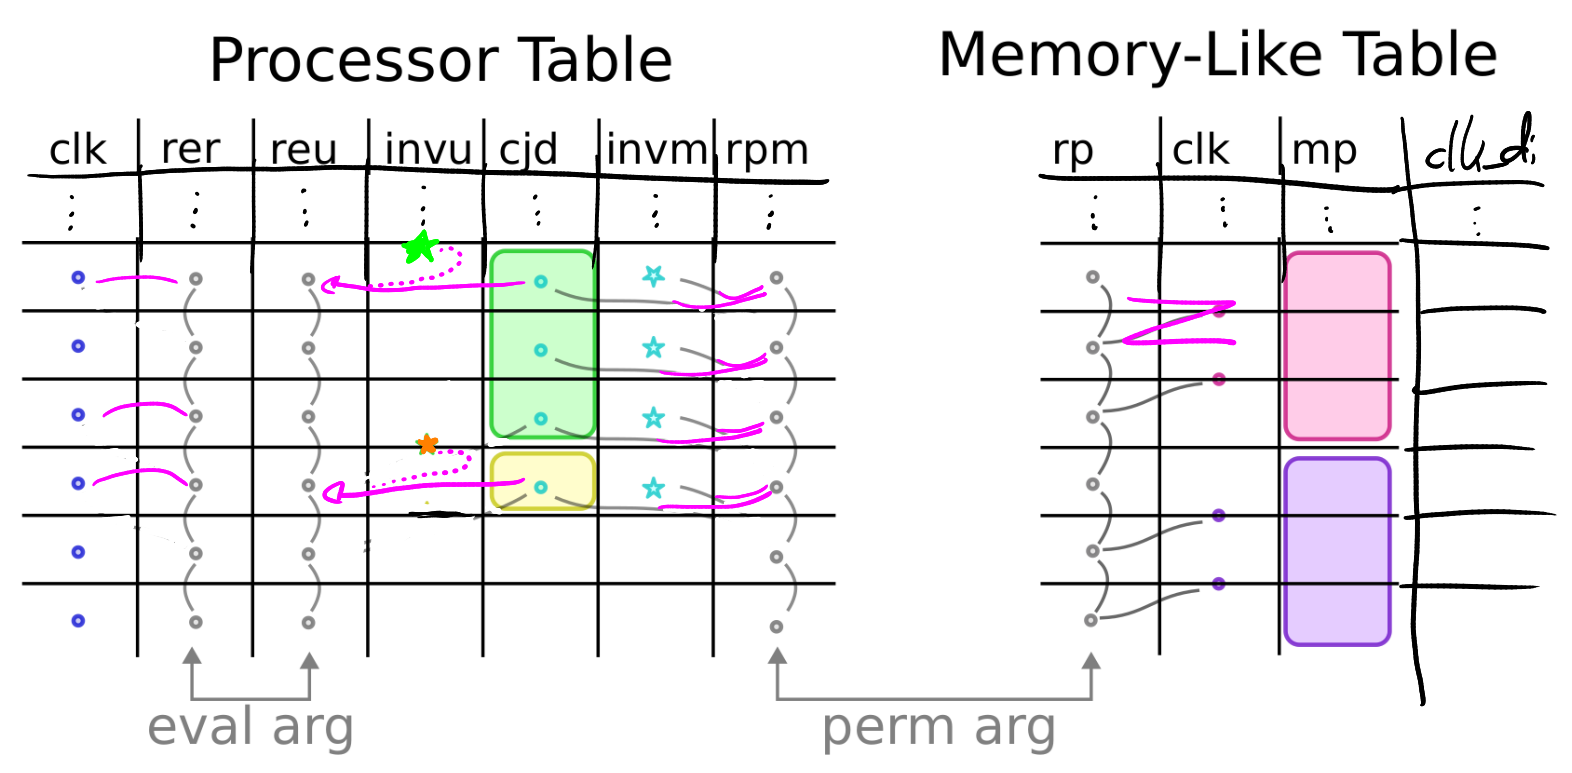 Processor Table
Memory-Like Table
clk rer reu invu cjd invm rpm
rp clk mp clk_di
eval arg
perm arg